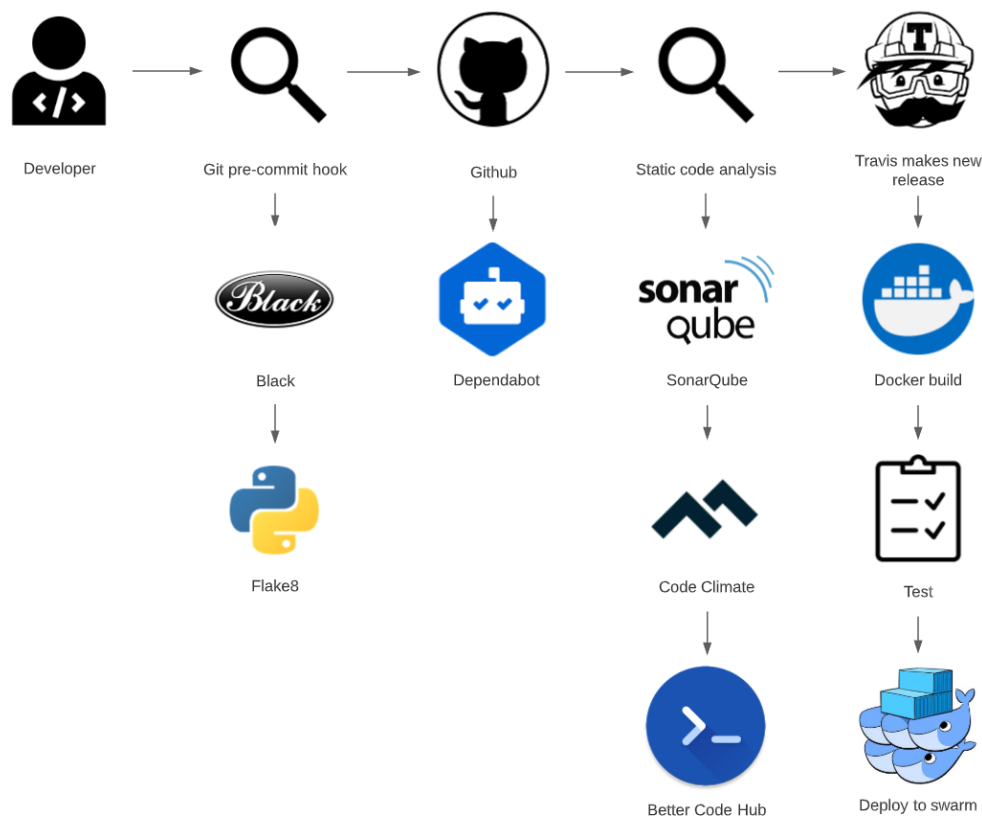 </>
T
Developer
Git pre-commit hook
Github
Static code analysis
Travis makes new
release
Black
sonar
qube
Black
Dependabot
SonarQube
Docker build
Flake8
Code Climate
Test
Better Code Hub
Deploy to swarm